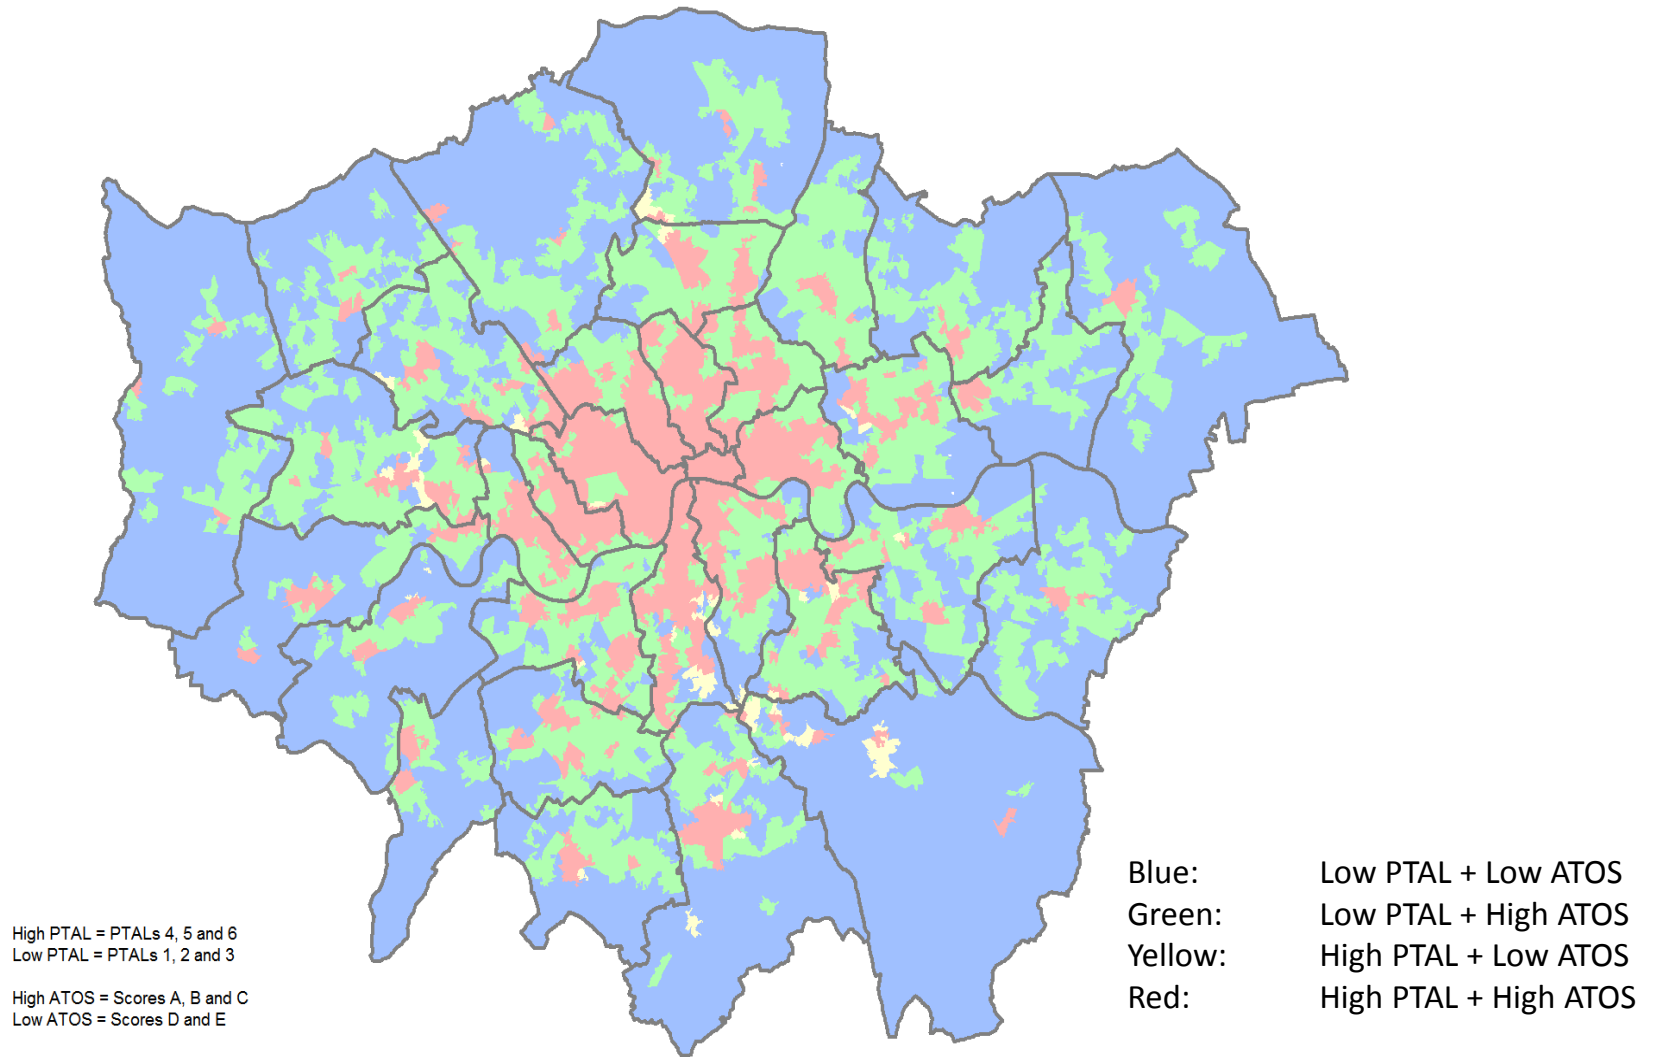 High PTAL = PTALs 4, 5 and 6
Low PTAL = PTALs 1, 2 and 3
High ATOS = Scores A, B and C
Low ATOS = Scores D and E
Blue: Low PTAL + Low ATOS
Green: Low PTAL + High ATOS
Yellow: High PTAL + Low ATOS
Red: High PTAL + High ATOS